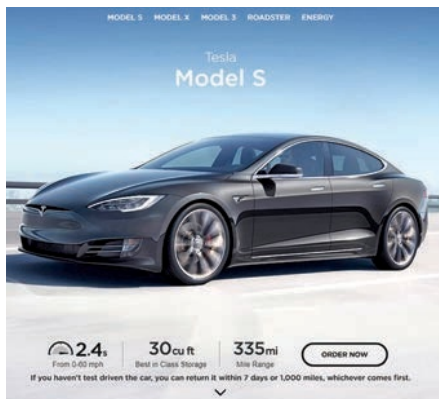 MODEL S MODEL X MODEL 3 ROADSTER ENERGY
Tesla
Model S
2.4s 30cu ft 335mi ORDER NOW
From 0-60 mph Best in Class Storage Mile Range
If you haven't test driven the car, you can return it within 7 days or 1,000 miles, whichever comes first.